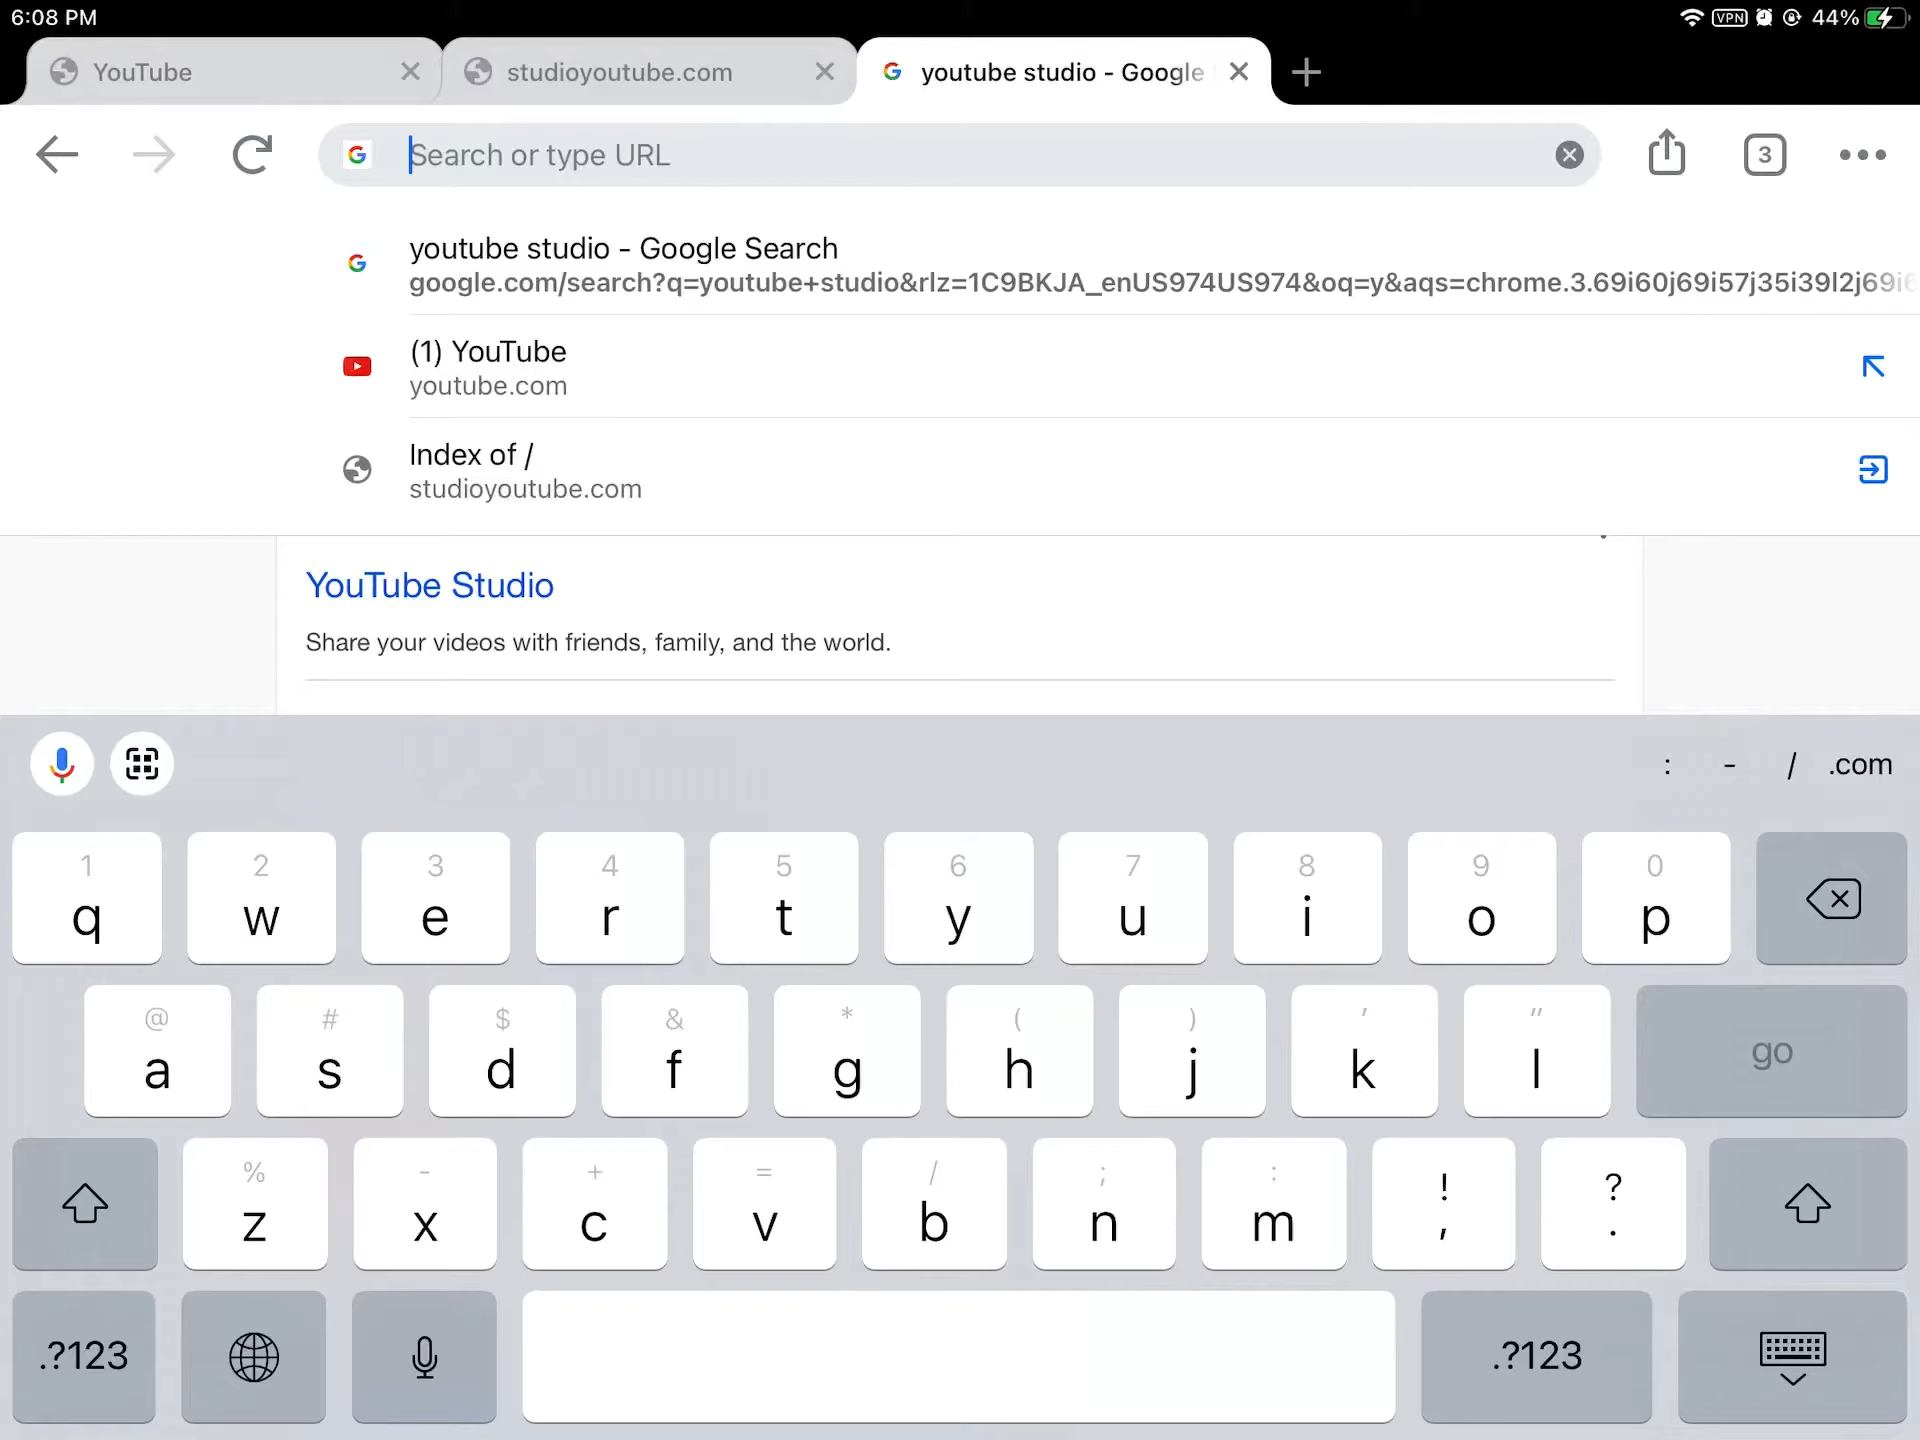 6:08 PM
VPN
44%
YouTube
studioyoutube.com
youtube studio - Google
Search or type URL
3
youtube studio - Google Search
google.com/search?q=youtube+studio&rlz=1C9BKJA_enUS974US974&oq=y&aqs=chrome.3.69i60j69i57j35i39l2j69i6
(1) YouTube
youtube.com
Index of /
studioyoutube.com
YouTube Studio
Share your videos with friends, family, and the world.
: - / .com
1 2 3 4 5 6 7 8 9 0
q w e r t y u i o p
@ # $ & * ( ) ' "
a s d f g h j k l go
% - + = / ; : ! ?
z x c v b n m , .
.?123 .?123